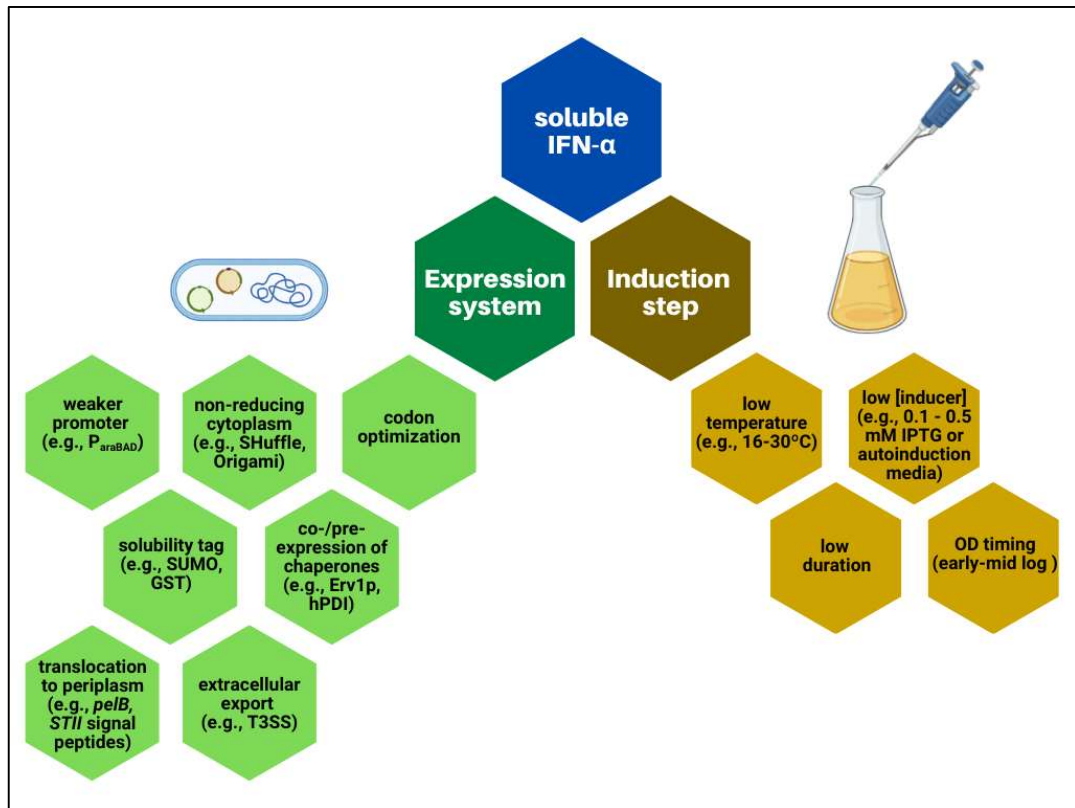 soluble
IFN-α
Expression
system
Induction
step
weaker
promoter
(e.g., ParaBAD)
non-reducing
cytoplasm
(e.g., SHuffle,
Origami)
codon
optimization
solubility tag
(e.g., SUMO,
GST)
co-/pre-
expression of
chaperones
(e.g., Erv1p,
hPDI)
translocation
to periplasm
(e.g., pelB,
STII signal
peptides)
extracellular
export
(e.g., T3SS)
low
temperature
(e.g., 16-30ºC)
low [inducer]
(e.g., 0.1 - 0.5
mM IPTG or
autoinduction
media)
low
duration
OD timing
(early-mid log )